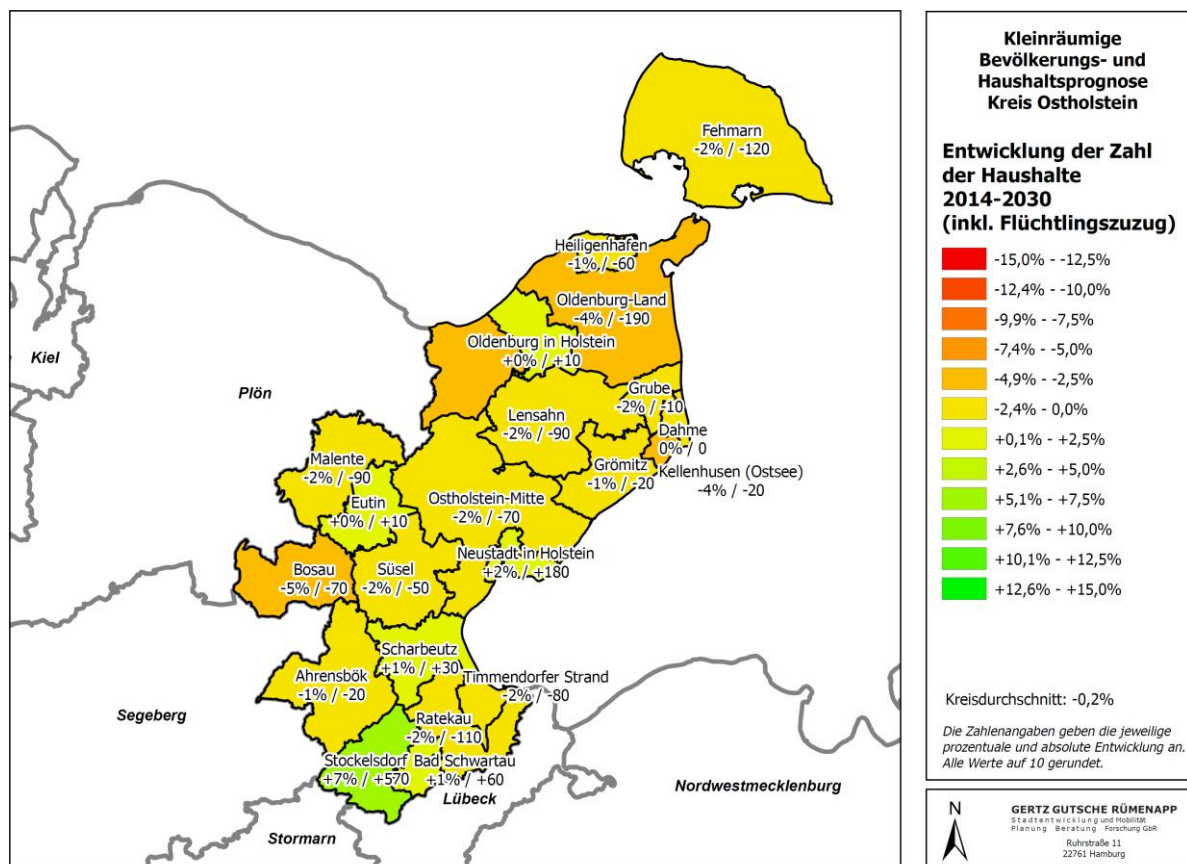 Fehmarn
-2% / -120
Heiligenhafen
-1% / -60
Oldenburg-Land
-4% / -190
Oldenburg in Holstein
+0% / +10
Kiel
Plön
Grube
-2% / -10
Lensahn
-2% / -90
Dahme
0% / 0
Malente
-2% / -90
Grömitz
-1% / -20
Kellenhusen (Ostsee)
-4% / -20
Eutin
+0% / +10
Ostholstein-Mitte
-2% / -70
Neustadt in Holstein
+2% / +180
Bosau
-5% / -70
Süsel
-2% / -50
Scharbeutz
+1% / +30
Ahrensbök
-1% / -20
Timmendorfer Strand
-2% / -80
Segeberg
Ratekau
-2% / -110
Stockelsdorf
+7% / +570
Bad Schwartau
+1% / +60
Lübeck
Nordwestmecklenburg
Stormarn
Kleinräumige
Bevölkerungs- und
Haushaltsprognose
Kreis Ostholstein
Entwicklung der Zahl
der Haushalte
2014-2030
(inkl. Flüchtlingszuzug)
-15,0% - -12,5%
-12,4% - -10,0%
-9,9% - -7,5%
-7,4% - -5,0%
-4,9% - -2,5%
-2,4% - 0,0%
+0,1% - +2,5%
+2,6% - +5,0%
+5,1% - +7,5%
+7,6% - +10,0%
+10,1% - +12,5%
+12,6% - +15,0%
Kreisdurchschnitt: -0,2%
Die Zahlenangaben geben die jeweilige
prozentuale und absolute Entwicklung an.
Alle Werte auf 10 gerundet.
N
GERTZ GUTSCHE RÜMENAPP
Stadtentwicklung und Mobilität
Planung Beratung Forschung GbR
Ruhrstraße 11
22761 Hamburg